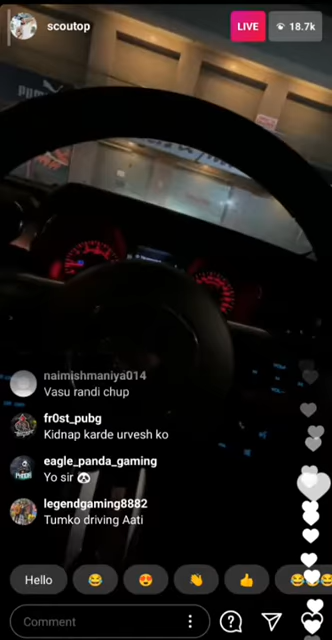 scoutop
LIVE
18.7k
naimishmaniya014
Vasu randi chup
fr0st_pubg
Kidnap karde urvesh ko
eagle_panda_gaming
Yo sir 🐼
legendgaming8882
Tumko driving Aati
Hello
Comment